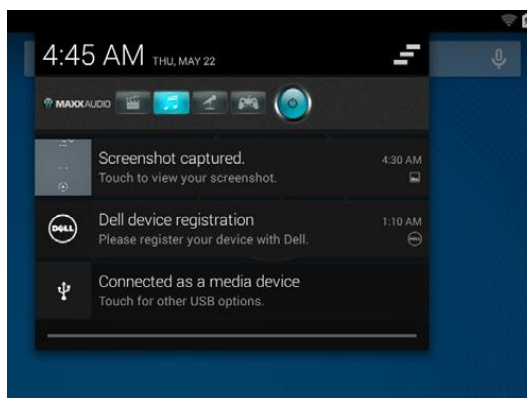 4:45 AM THU, MAY 22
MAXXAUDIO
Screenshot captured. 4:30 AM
Touch to view your screenshot.
Dell device registration 1:10 AM
Please register your device with Dell.
DELL
Connected as a media device
Touch for other USB options.